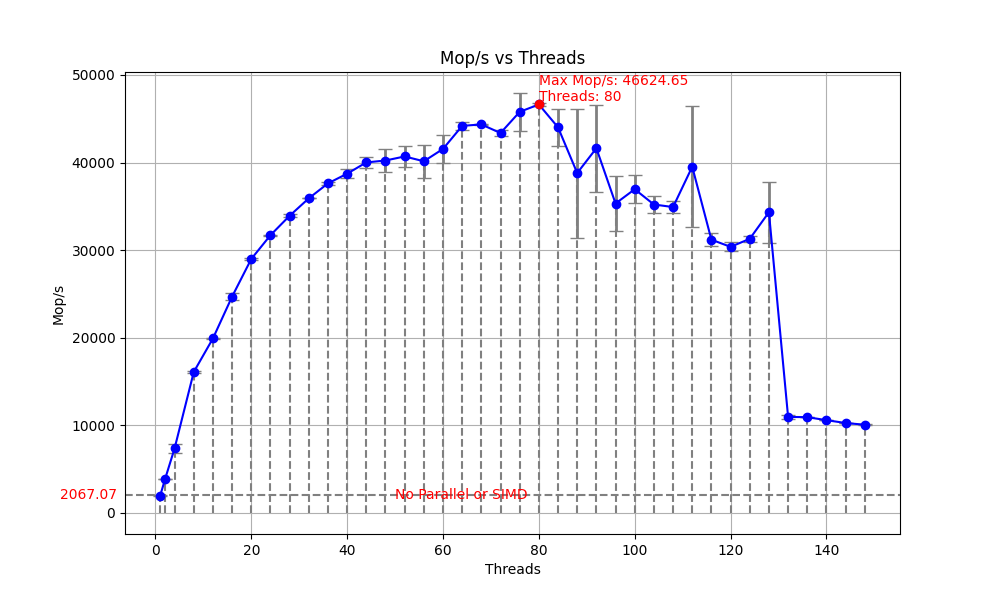 Mop/s vs Threads
50000
Max Mop/s: 46624.65
Threads: 80
40000
30000
Mop/s
20000
10000
2067.07
No Parallel or SIMD
0
0 20 40 60 80 100 120 140
Threads